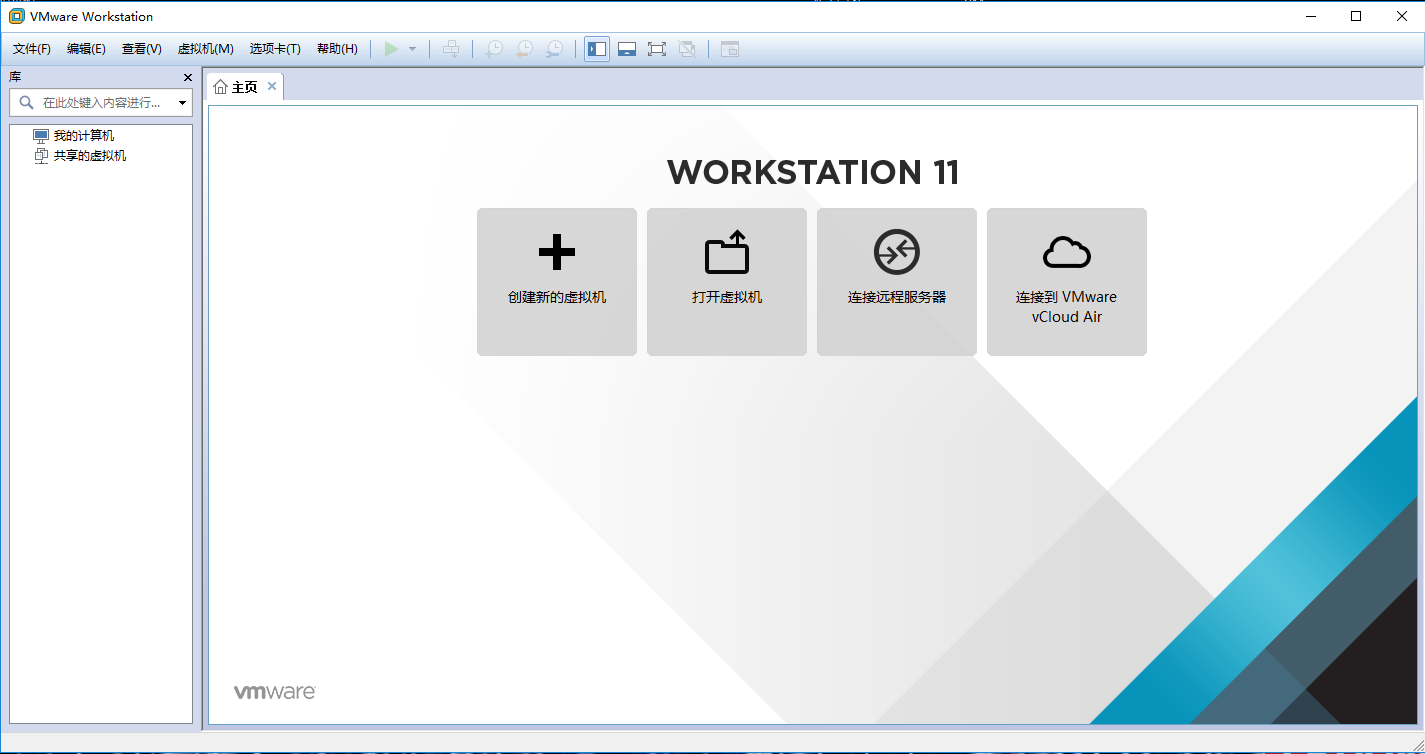 VMware Workstation
文件(F) 编辑(E) 查看(V) 虚拟机(M) 选项卡(T) 帮助(H)
库
主页
在此处键入内容进行...
我的计算机
共享的虚拟机
WORKSTATION 11
创建新的虚拟机
打开虚拟机
连接远程服务器
连接到 VMware
vCloud Air
vmware